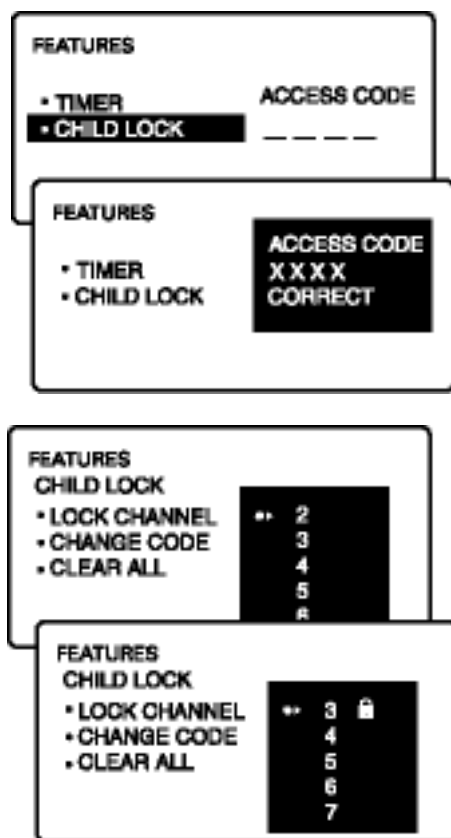 FEATURES
• TIMER
ACCESS CODE
• CHILD LOCK
_ _ _ _
FEATURES
• TIMER
• CHILD LOCK
ACCESS CODE
X X X X
CORRECT
FEATURES
CHILD LOCK
• LOCK CHANNEL
• CHANGE CODE
• CLEAR ALL
2
3
4
5
6
FEATURES
CHILD LOCK
• LOCK CHANNEL
• CHANGE CODE
• CLEAR ALL
3
4
5
6
7